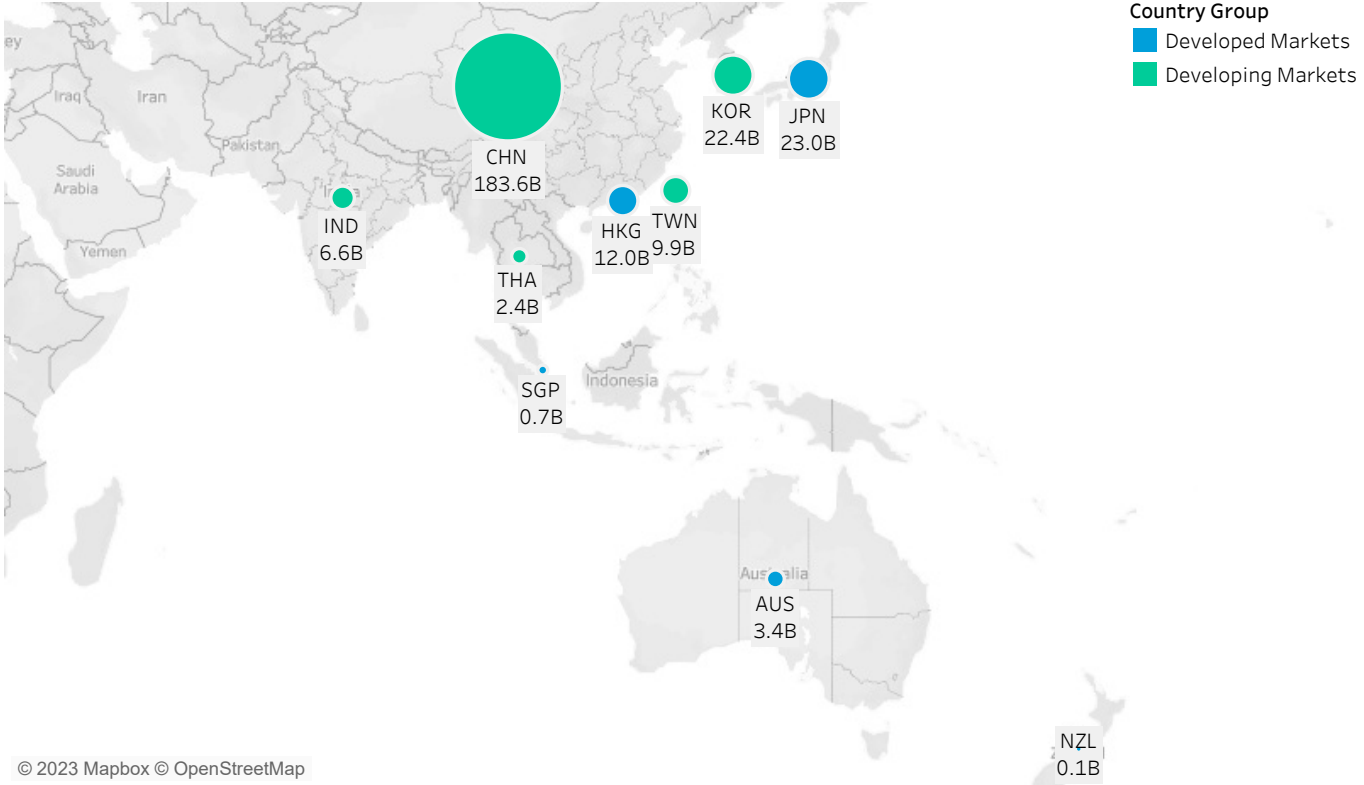 Country Group
Developed Markets
Developing Markets
ey
Iraq
Iran
Pakistan
Saudi
Arabia
Yemen
CHN
183.6B
KOR
22.4B
JPN
23.0B
IND
6.6B
HKG
12.0B
TWN
9.9B
THA
2.4B
SGP
0.7B
Indonesia
Australia
AUS
3.4B
NZL
0.1B
© 2023 Mapbox © OpenStreetMap